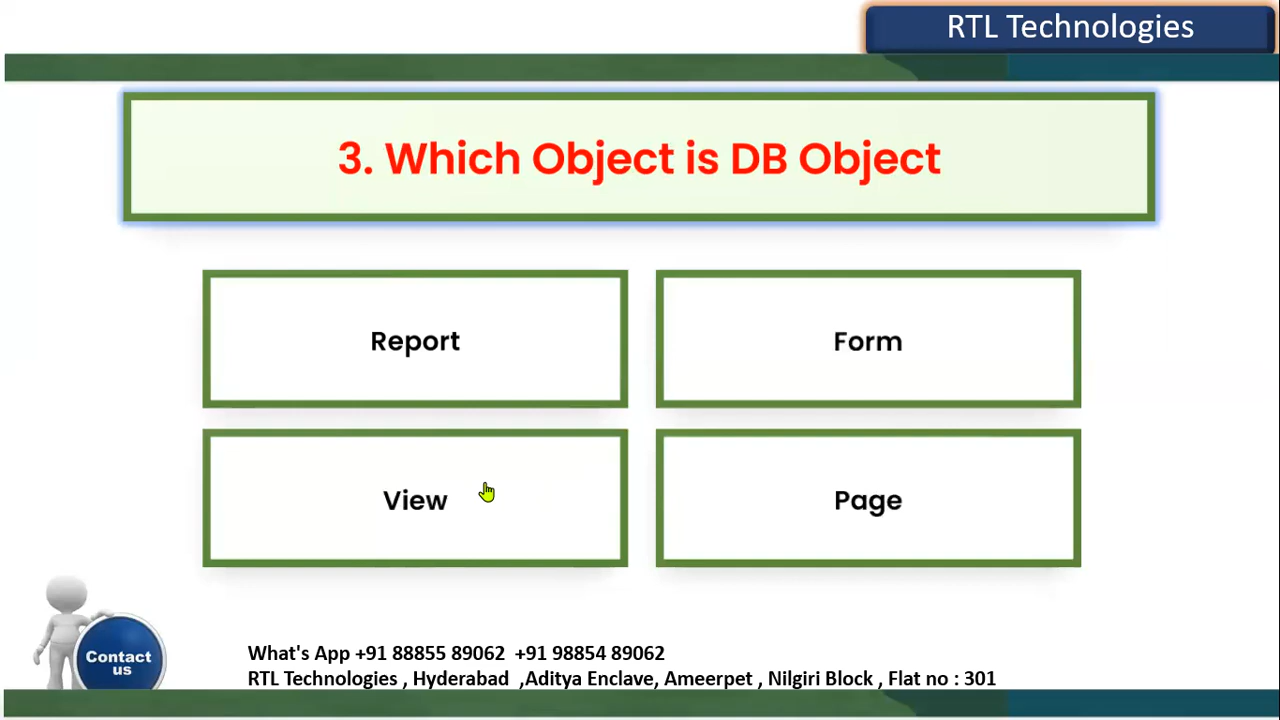 RTL Technologies
3. Which Object is DB Object
Report
Form
View
Page
Contact
us
What's App +91 88855 89062  +91 98854 89062
RTL Technologies , Hyderabad  ,Aditya Enclave, Ameerpet , Nilgiri Block , Flat no : 301